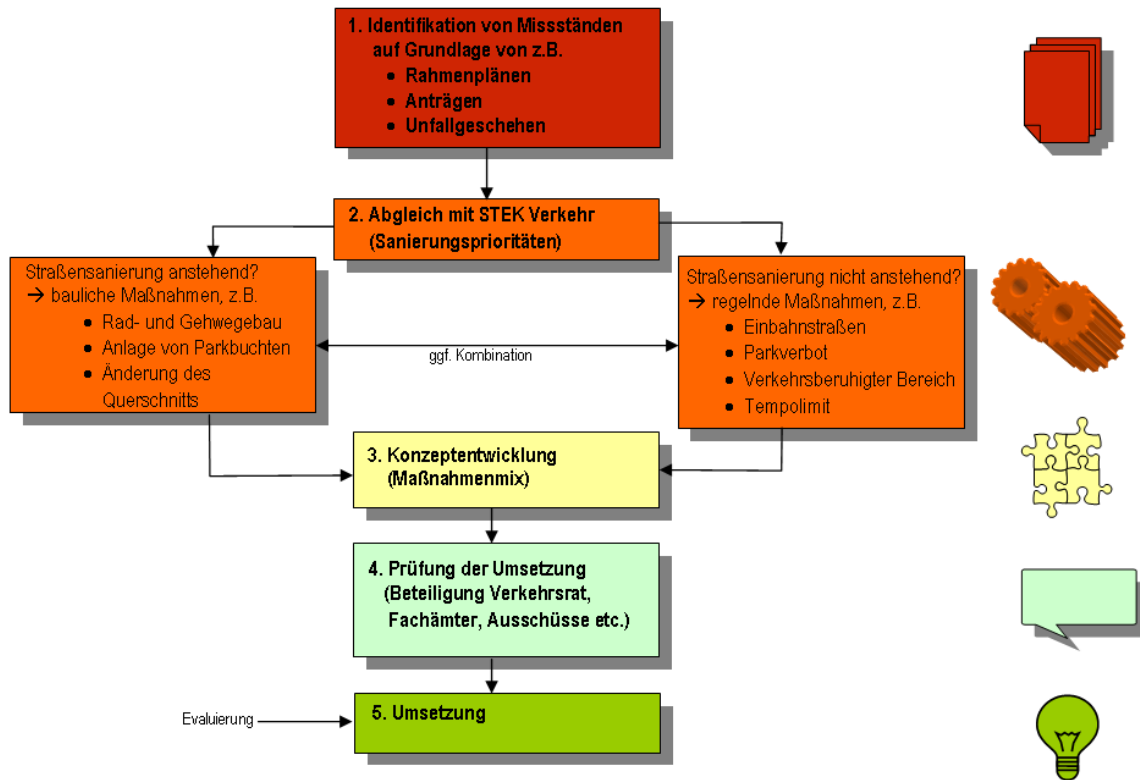 1. Identifikation von Missständen
auf Grundlage von z.B.
• Rahmenplänen
• Anträgen
• Unfallgeschehen
2. Abgleich mit STEK Verkehr
(Sanierungsprioritäten)
Straßensanierung anstehend?
→ bauliche Maßnahmen, z.B.
• Rad- und Gehwegebau
• Anlage von Parkbuchten
• Änderung des
Querschnitts
ggf. Kombination
Straßensanierung nicht anstehend?
→ regelnde Maßnahmen, z.B.
• Einbahnstraßen
• Parkverbot
• Verkehrsberuhigter Bereich
• Tempolimit
3. Konzeptentwicklung
(Maßnahmenmix)
4. Prüfung der Umsetzung
(Beteiligung Verkehrsrat,
Fachämter, Ausschüsse etc.)
Evaluierung
5. Umsetzung